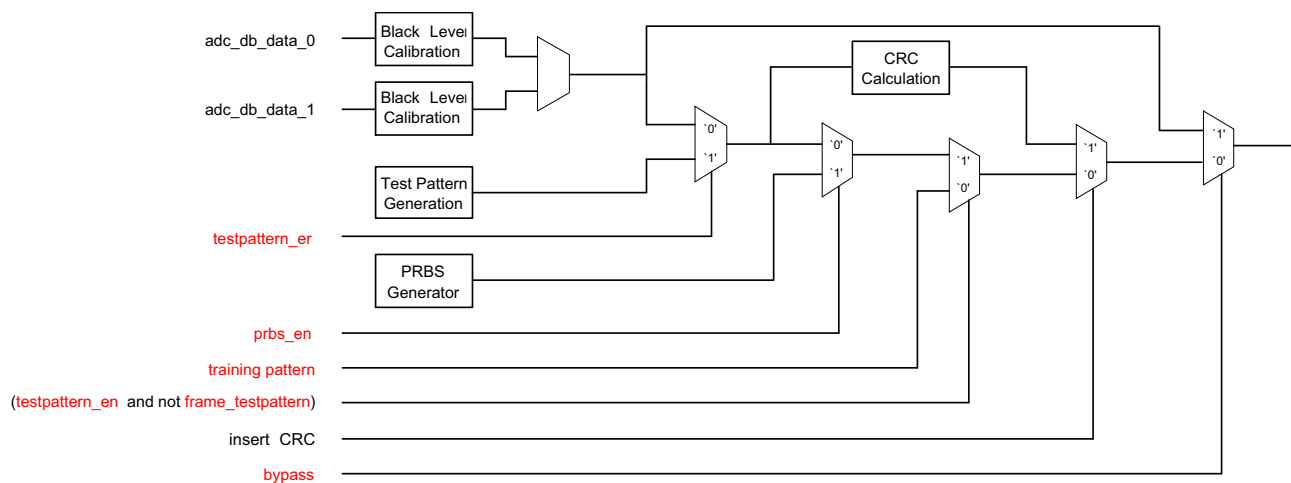 adc_db_data_0
Black Level
Calibration
CRC
Calculation
adc_db_data_1
Black Level
Calibration
`0'
`1'
`0'
`1'
`1'
`0'
`1'
`0'
`1'
`0'
Test Pattern
Generation
testpattern_er
PRBS
Generator
prbs_en
training pattern
(testpattern_en and not frame_testpattern)
insert CRC
bypass